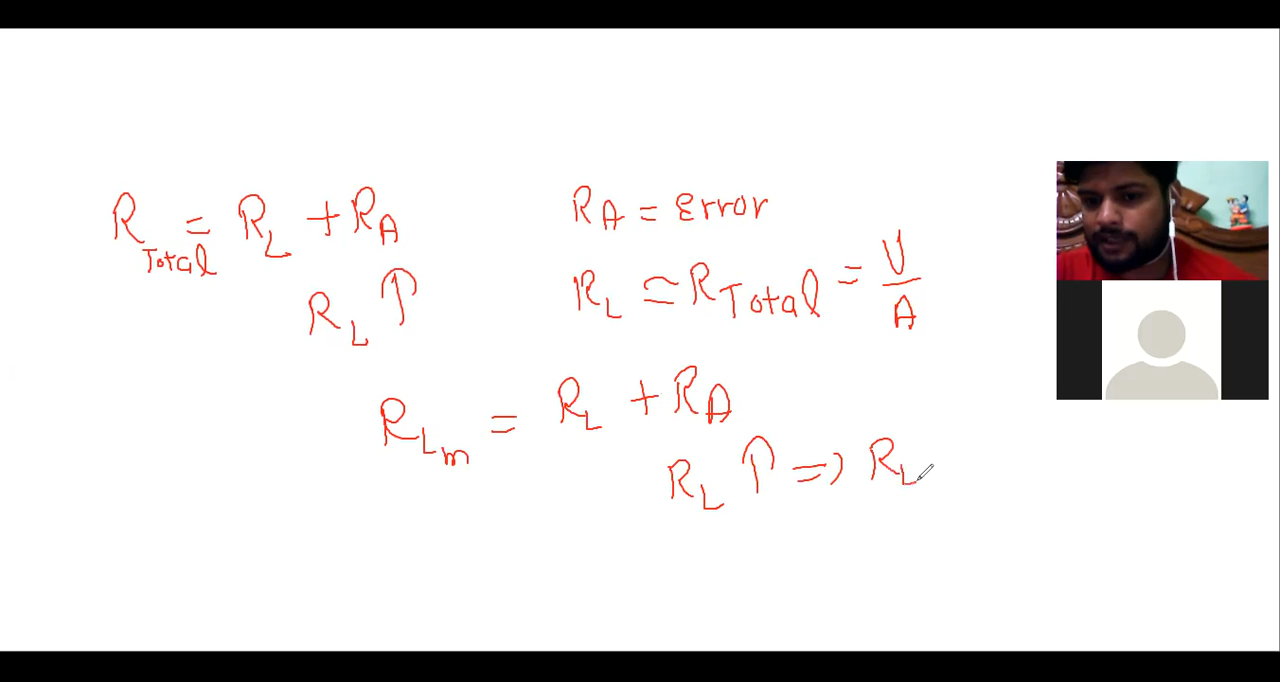 R_Total = R_L + R_A
R_L ↑
R_A = error
R_L ≃ R_Total = V/A
R_Lm = R_L + R_A
R_L ↑ => R_L